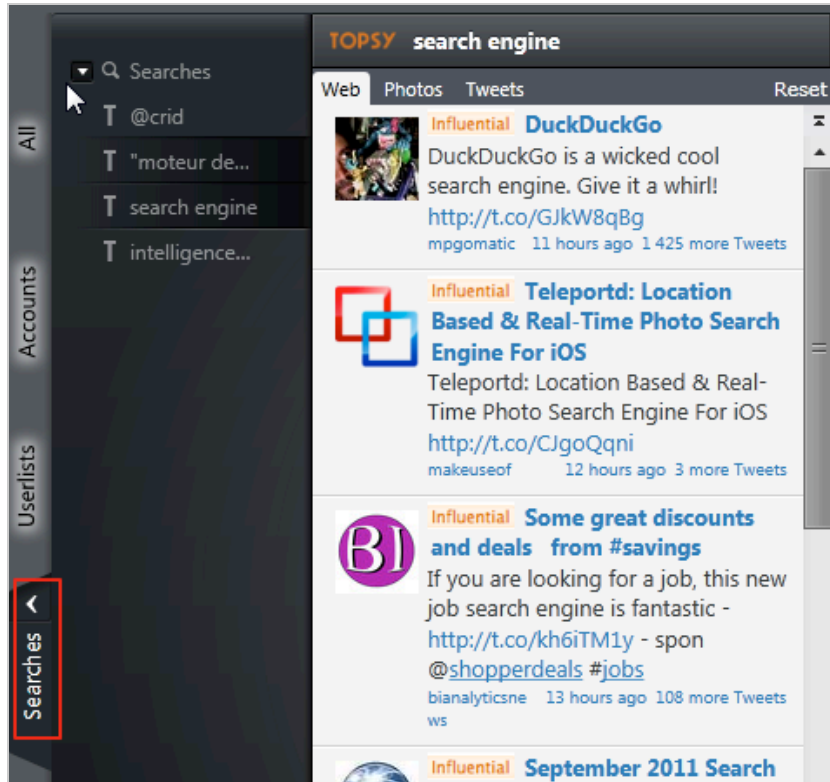 All
Accounts
Userlists
Searches
Searches
T @crid
T "moteur de...
T search engine
T intelligence...
TOPSY search engine
Web Photos Tweets Reset
Influential DuckDuckGo
DuckDuckGo is a wicked cool
search engine. Give it a whirl!
http://t.co/GJkW8qBg
mpgomatic 11 hours ago 1 425 more Tweets
Influential Teleportd: Location
Based & Real-Time Photo Search
Engine For iOS
Teleportd: Location Based & Real-
Time Photo Search Engine For iOS
http://t.co/CJgoQqni
makeuseof 12 hours ago 3 more Tweets
BI
Influential Some great discounts
and deals from #savings
If you are looking for a job, this new
job search engine is fantastic -
http://t.co/kh6iTM1y - spon
@shopperdeals #jobs
bianalyticsne 13 hours ago 108 more Tweets
ws
Influential September 2011 Search